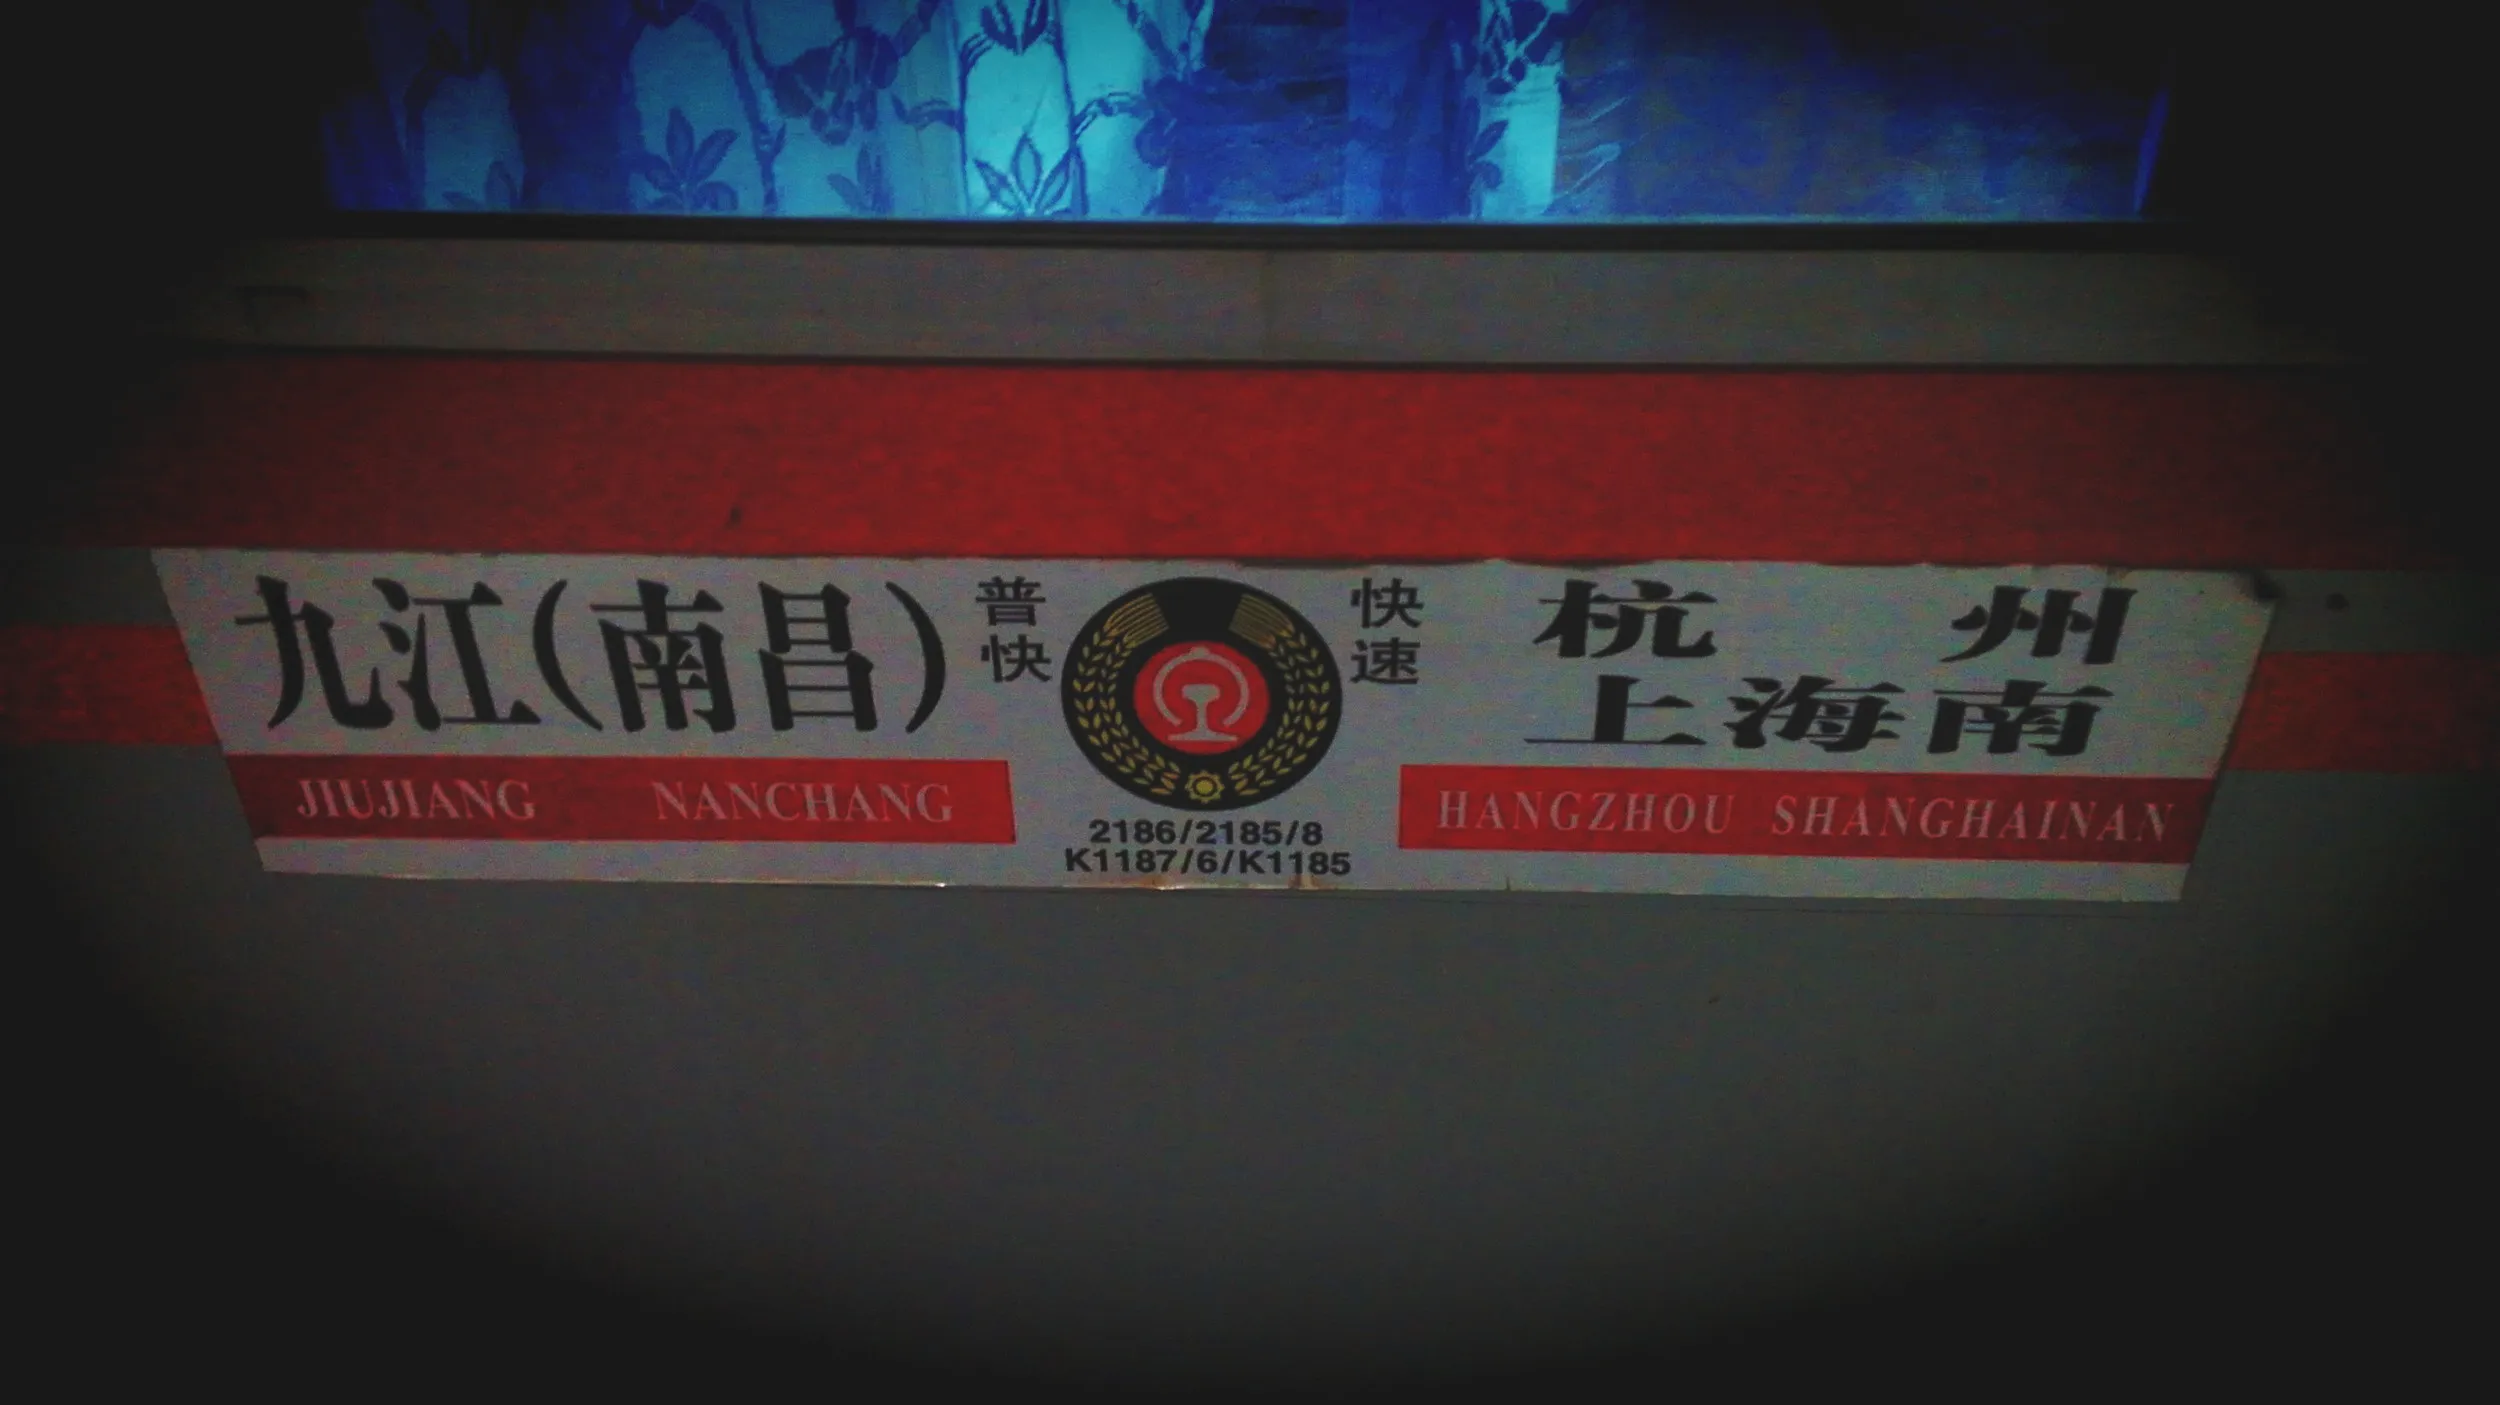 九江(南昌)
普快
快速
杭州
上海南
JIUJIANG NANCHANG
HANGZHOU SHANGHAINAN
2186/2185/8
K1187/6/K1185